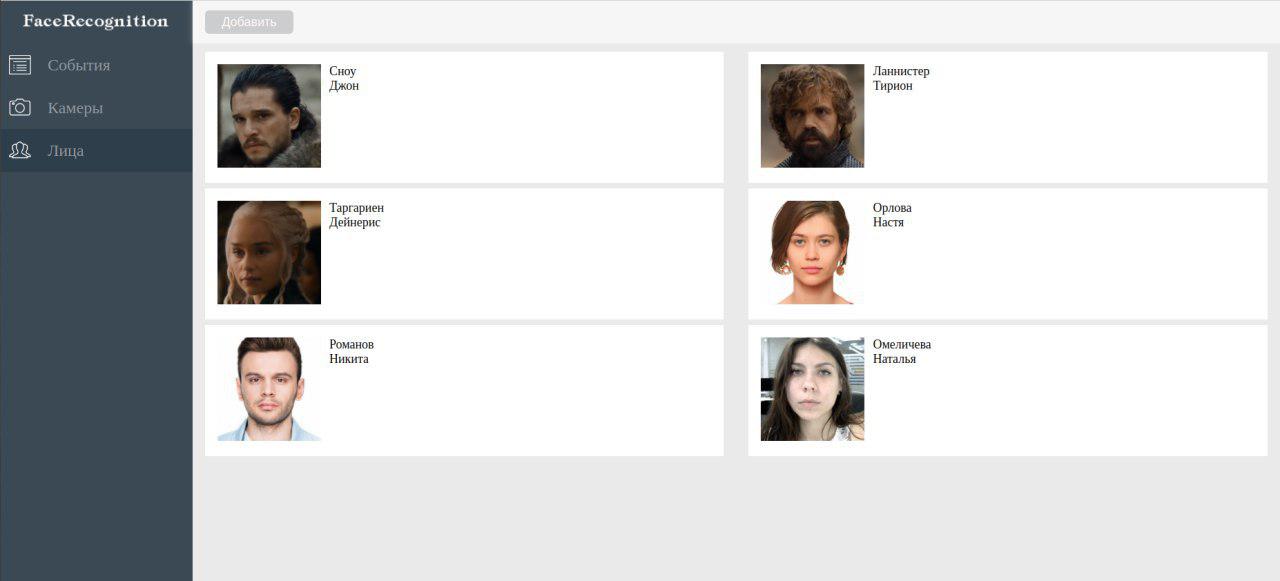 FaceRecognition
События
Камеры
Лица
Добавить
Сноу
Джон
Ланнистер
Тирион
Таргариен
Дейнерис
Орлова
Настя
Романов
Никита
Омеличева
Наталья